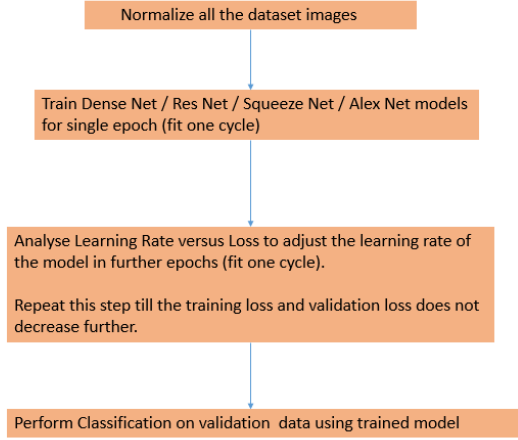 Normalize all the dataset images
Train Dense Net / Res Net / Squeeze Net / Alex Net models
for single epoch (fit one cycle)
Analyse Learning Rate versus Loss to adjust the learning rate of
the model in further epochs (fit one cycle).
Repeat this step till the training loss and validation loss does not
decrease further.
Perform Classification on validation data using trained model